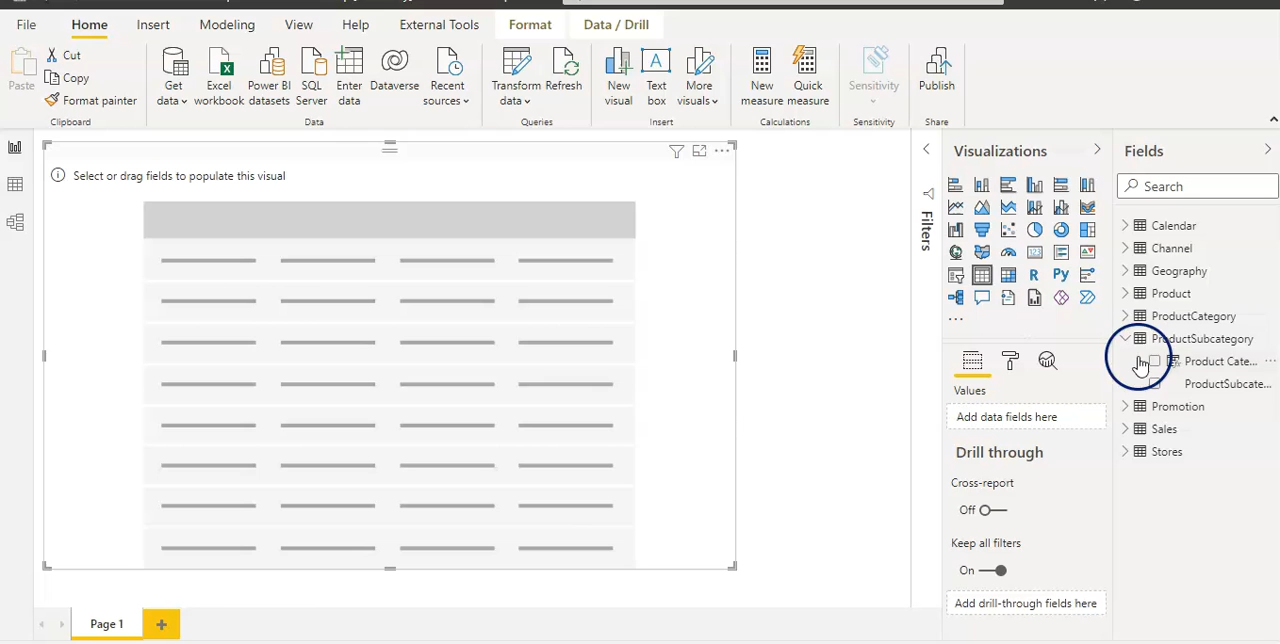 File Home Insert Modeling View Help External Tools Format Data / Drill
Paste
Cut
Copy
Format painter
Clipboard
Get data
Excel workbook
Power BI datasets
SQL Server
Enter data
Dataverse
Recent sources
Data
Transform data
Refresh
Queries
New visual
Text box
More visuals
Insert
New measure
Quick measure
Calculations
Sensitivity
Sensitivity
Publish
Share
Select or drag fields to populate this visual
Filters
Visualizations
R Py
Values
Add data fields here
Drill through
Cross-report
Off
Keep all filters
On
Add drill-through fields here
Fields
Search
Calendar
Channel
Geography
Product
ProductCategory
ProductSubcategory
Product Cate...
ProductSubcate...
Promotion
Sales
Stores
Page 1